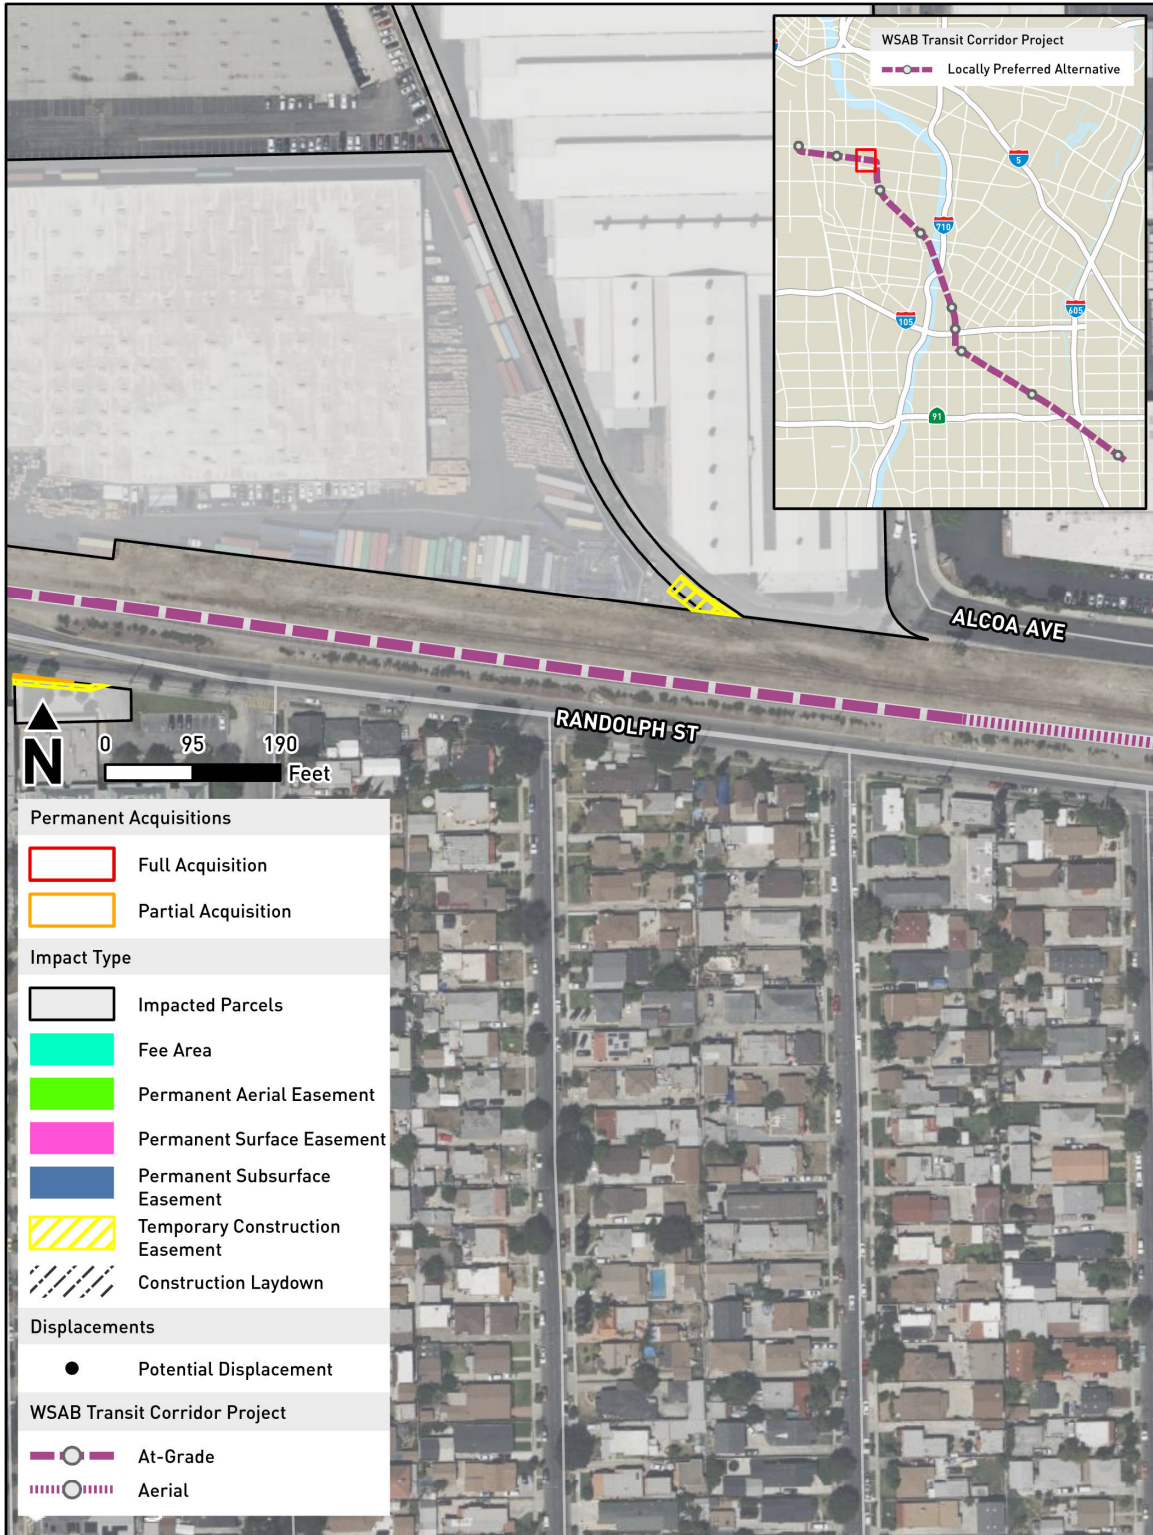 WSAB Transit Corridor Project
Locally Preferred Alternative
5
710
105
605
91
ALCOA AVE
RANDOLPH ST
N
0 95 190
Feet
Permanent Acquisitions
Full Acquisition
Partial Acquisition
Impact Type
Impacted Parcels
Fee Area
Permanent Aerial Easement
Permanent Surface Easement
Permanent Subsurface
Easement
Temporary Construction
Easement
Construction Laydown
Displacements
Potential Displacement
WSAB Transit Corridor Project
At-Grade
Aerial